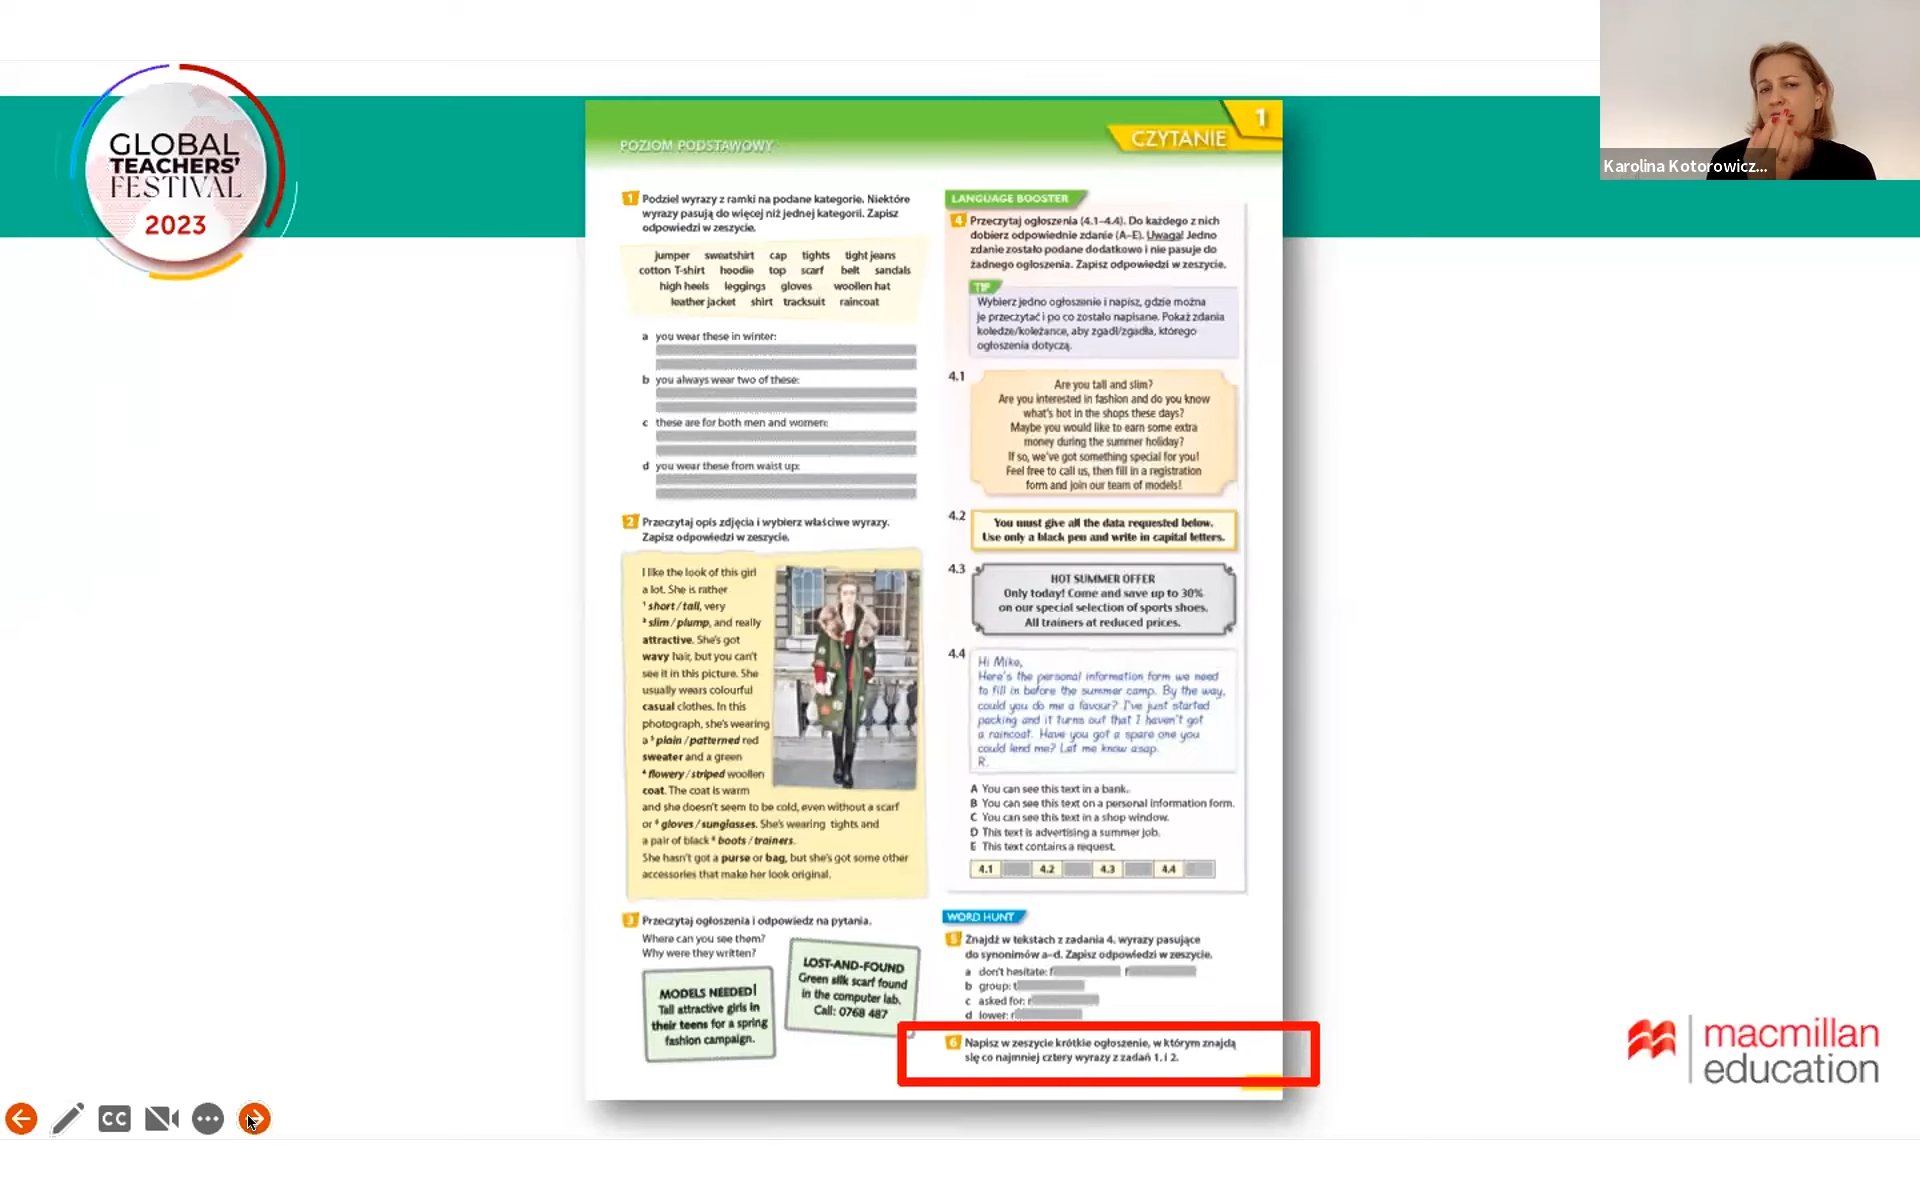 GLOBAL
TEACHERS'
FESTIVAL
2023
POZIOM PODSTAWOWY
CZYTANIE
1
1 Podziel wyrazy z ramki na podane kategorie. Niektóre
wyrazy pasują do więcej niż jednej kategorii. Zapisz
odpowiedzi w zeszycie.
jumper sweatshirt cap tights tight jeans
cotton T-shirt hoodie top scarf belt sandals
high heels leggings gloves woollen hat
leather jacket shirt tracksuit raincoat
a you wear these in winter:
b you always wear two of these:
c these are for both men and women:
d you wear these from waist up:
2 Przeczytaj opis zdjęcia i wybierz właściwe wyrazy.
Zapisz odpowiedzi w zeszycie.
I like the look of this girl
a lot. She is rather
¹ short / tall, very
² slim / plump, and really
attractive. She's got
wavy hair, but you can't
see it in this picture. She
usually wears colourful
casual clothes. In this
photograph, she's wearing
a ³ plain / patterned red
sweater and a green
⁴ flowery / striped woollen
coat. The coat is warm
and she doesn't seem to be cold, even without a scarf
or ⁵ gloves / sunglasses. She's wearing tights and
a pair of black ⁶ boots / trainers.
She hasn't got a purse or bag, but she's got some other
accessories that make her look original.
3 Przeczytaj ogłoszenia i odpowiedz na pytania.
Where can you see them?
Why were they written?
MODELS NEEDED!
Tall attractive girls in
their teens for a spring
fashion campaign.
LOST-AND-FOUND
Green silk scarf found
in the computer lab.
Call: 0768 487
LANGUAGE BOOSTER
4 Przeczytaj ogłoszenia (4.1–4.4). Do każdego z nich
dobierz odpowiednie zdanie (A–E). Uwaga! Jedno
zdanie zostało podane dodatkowo i nie pasuje do
żadnego ogłoszenia. Zapisz odpowiedzi w zeszycie.
TIP
Wybierz jedno ogłoszenie i napisz, gdzie można
je przeczytać i po co zostało napisane. Pokaż zdania
koledze/koleżance, aby zgadł/zgadła, którego
ogłoszenia dotyczą.
4.1
Are you tall and slim?
Are you interested in fashion and do you know
what's hot in the shops these days?
Maybe you would like to earn some extra
money during the summer holiday?
If so, we've got something special for you!
Feel free to call us, then fill in a registration
form and join our team of models!
4.2
You must give all the data requested below.
Use only a black pen and write in capital letters.
4.3
HOT SUMMER OFFER
Only today! Come and save up to 30%
on our special selection of sports shoes.
All trainers at reduced prices.
4.4
Hi Mike,
Here's the personal information form we need
to fill in before the summer camp. By the way,
could you do me a favour? I've just started
packing and it turns out that I haven't got
a raincoat. Have you got a spare one you
could lend me? Let me know asap.
R.
A You can see this text in a bank.
B You can see this text on a personal information form.
C You can see this text in a shop window.
D This text is advertising a summer job.
E This text contains a request.
4.1 4.2 4.3 4.4
WORD HUNT
5 Znajdź w tekstach z zadania 4. wyrazy pasujące
do synonimów a–d. Zapisz odpowiedzi w zeszycie.
a don't hesitate: f f
b group: t
c asked for: r
d lower: r
6 Napisz w zeszycie krótkie ogłoszenie, w którym znajdą
się co najmniej cztery wyrazy z zadań 1. i 2.
Karolina Kotorowicz...
macmillan
education
CC